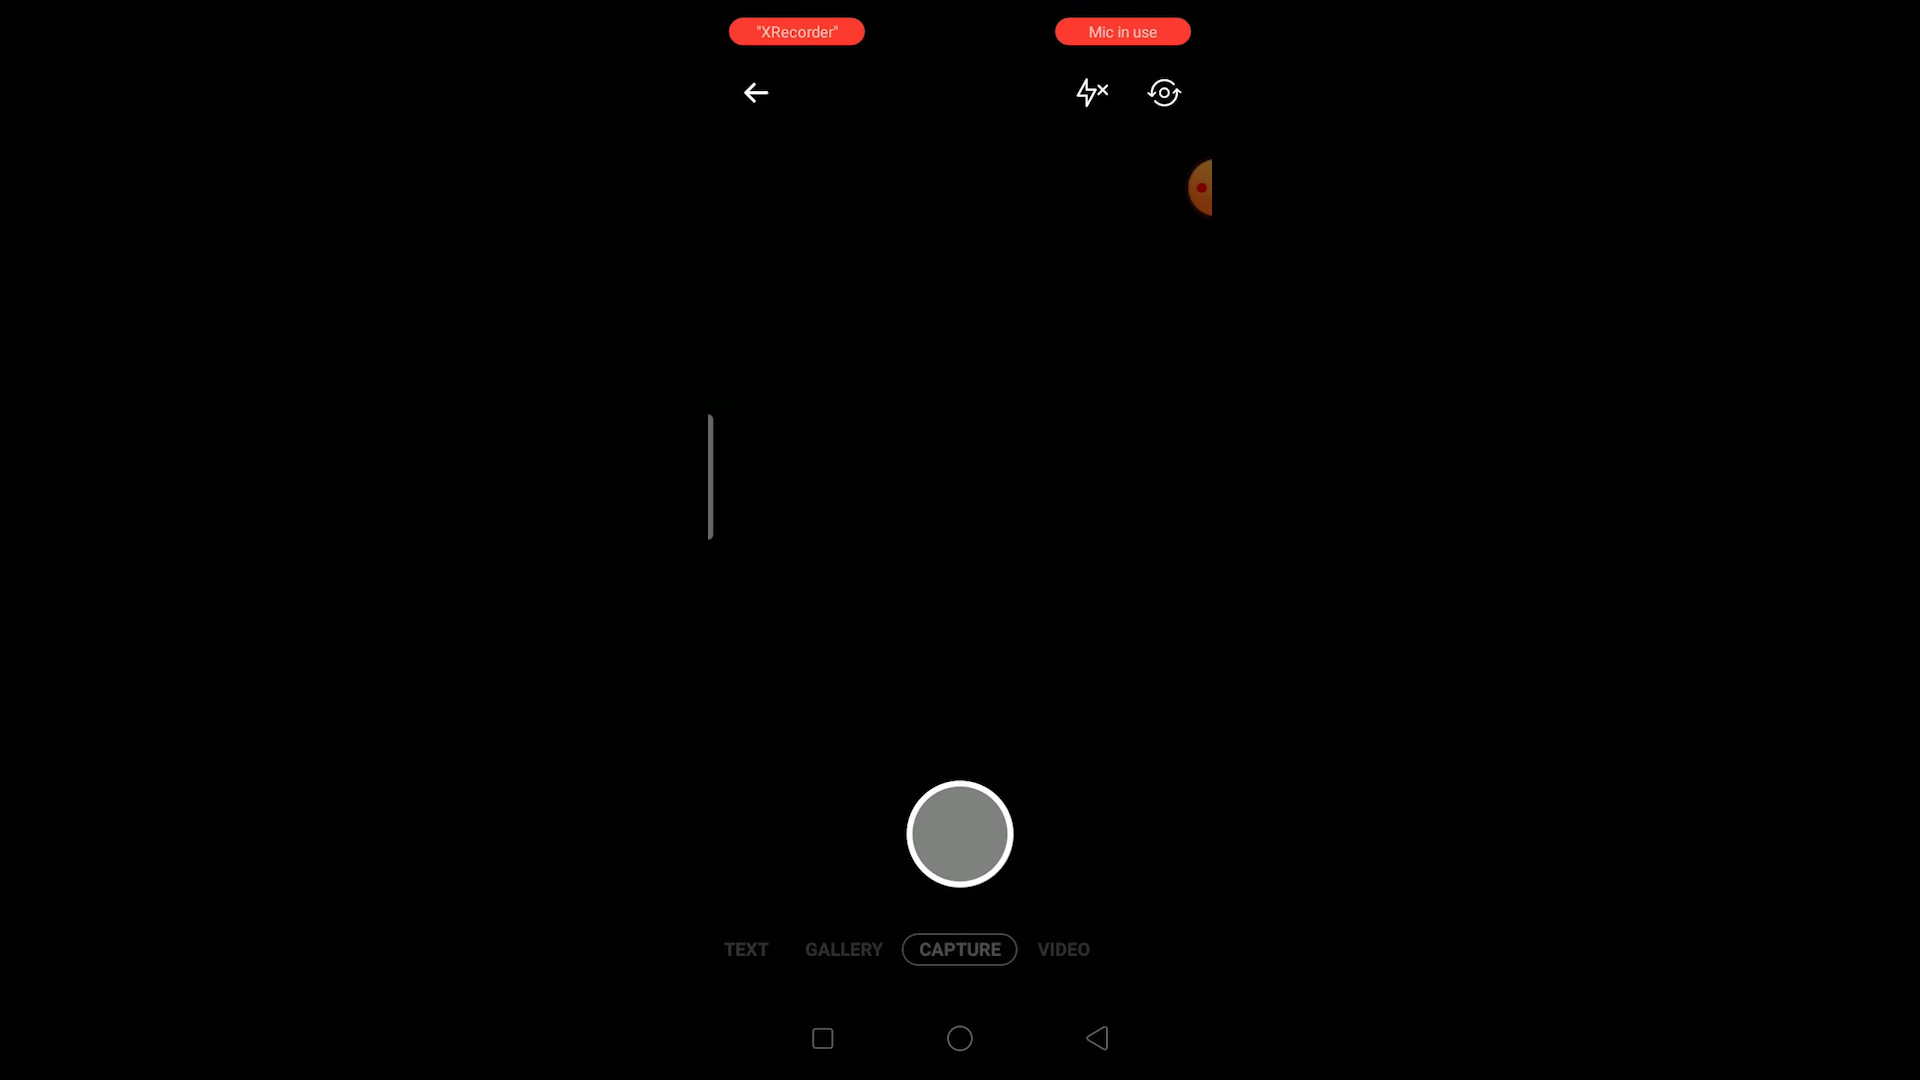 "XRecorder"
Mic in use
TEXT
GALLERY
CAPTURE
VIDEO